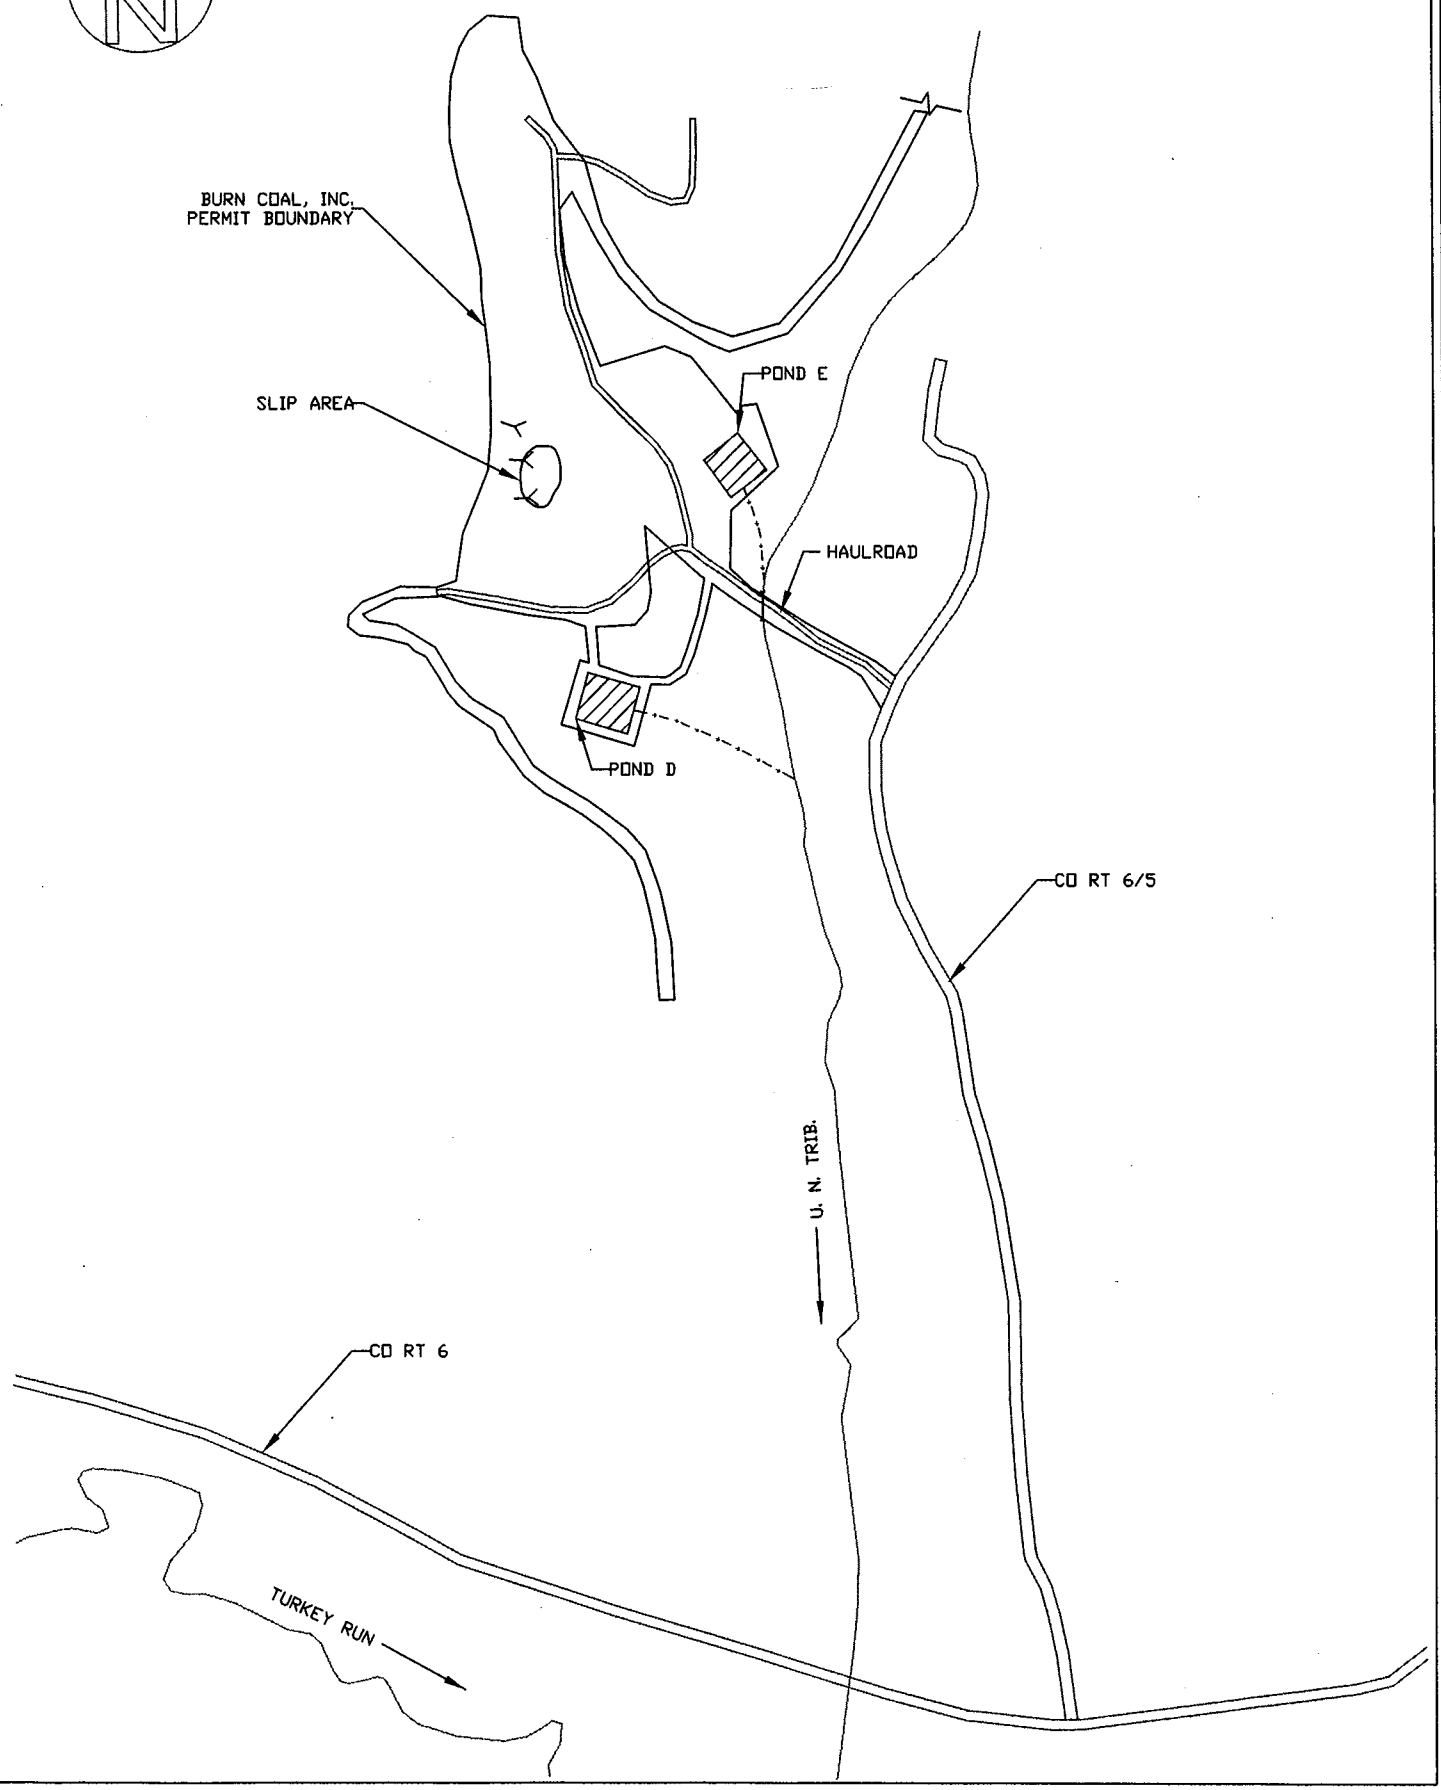 N
BURN COAL, INC.
PERMIT BOUNDARY
POND E
SLIP AREA
HAULROAD
POND D
CO RT 6/5
U. N. TRIB.
CO RT 6
TURKEY RUN